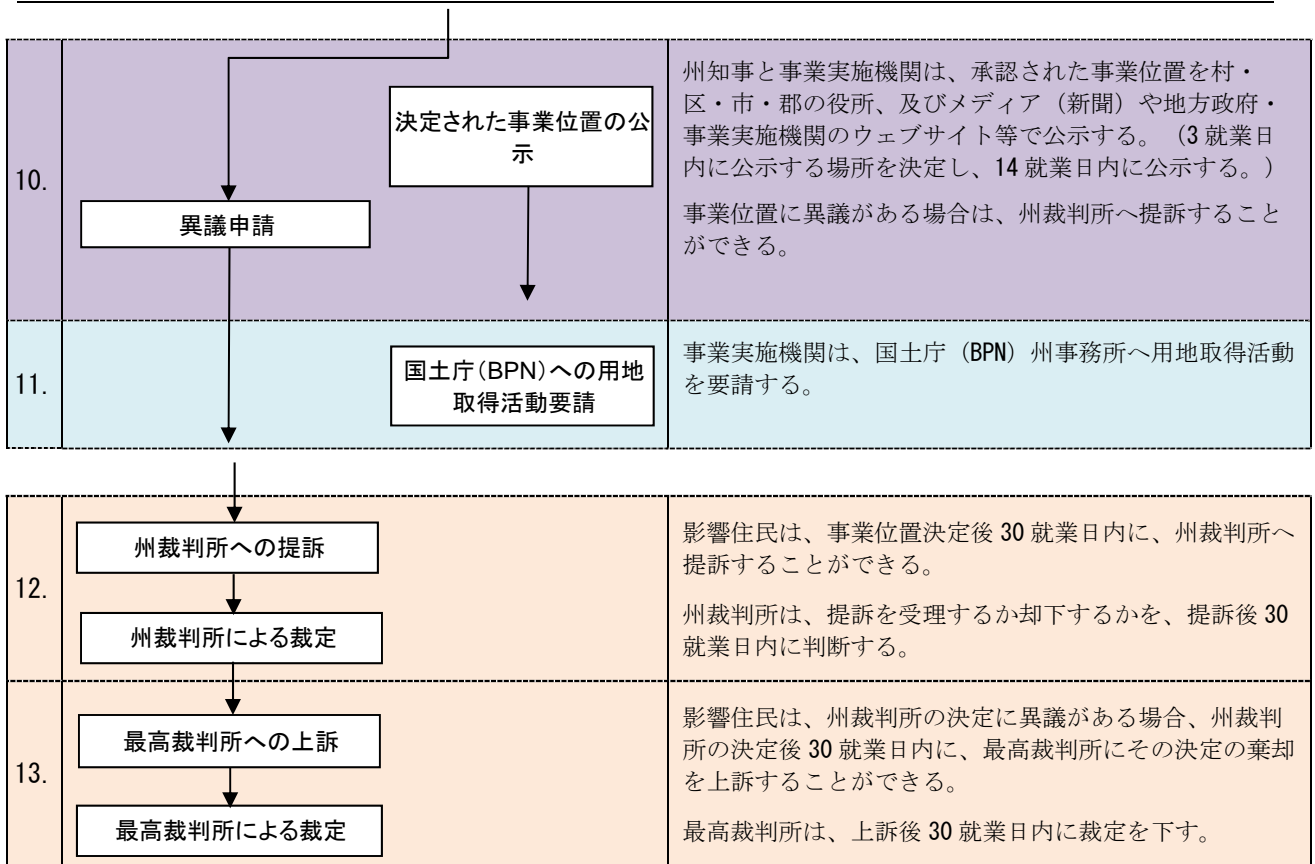 10.
決定された事業位置の公
示
異議申請
州知事と事業実施機関は、承認された事業位置を村・
区・市・郡の役所、及びメディア（新聞）や地方政府・
事業実施機関のウェブサイト等で公示する。（3 就業日
内に公示する場所を決定し、14 就業日内に公示する。）
事業位置に異議がある場合は、州裁判所へ提訴すること
ができる。
11.
国土庁（BPN）への用地
取得活動要請
事業実施機関は、国土庁（BPN）州事務所へ用地取得活動
を要請する。
12.
州裁判所への提訴
州裁判所による裁定
影響住民は、事業位置決定後 30 就業日内に、州裁判所へ
提訴することができる。
州裁判所は、提訴を受理するか却下するかを、提訴後 30
就業日内に判断する。
13.
最高裁判所への上訴
最高裁判所による裁定
影響住民は、州裁判所の決定に異議がある場合、州裁判
所の決定後 30 就業日内に、最高裁判所にその決定の棄却
を上訴することができる。
最高裁判所は、上訴後 30 就業日内に裁定を下す。